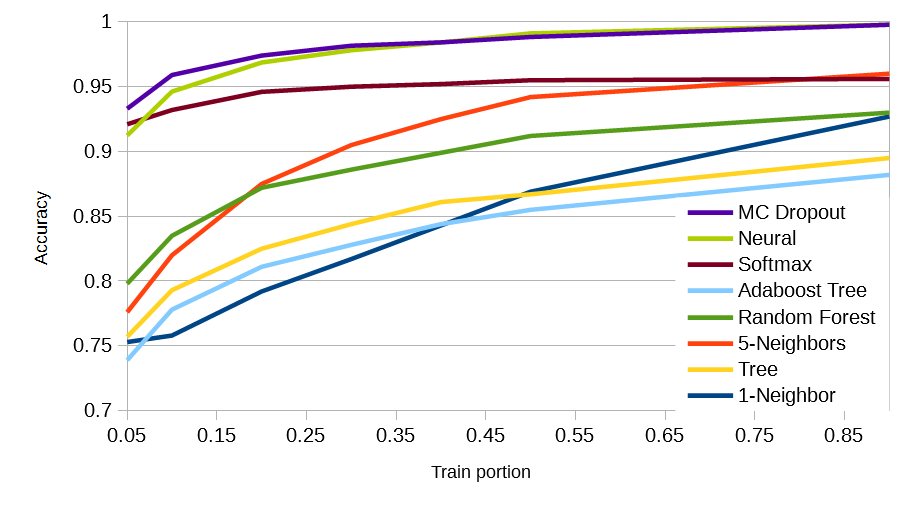 1
0.95
0.9
0.85
0.8
0.75
0.7
Accuracy
0.05 0.15 0.25 0.35 0.45 0.55 0.65 0.75 0.85
Train portion
MC Dropout
Neural
Softmax
Adaboost Tree
Random Forest
5-Neighbors
Tree
1-Neighbor